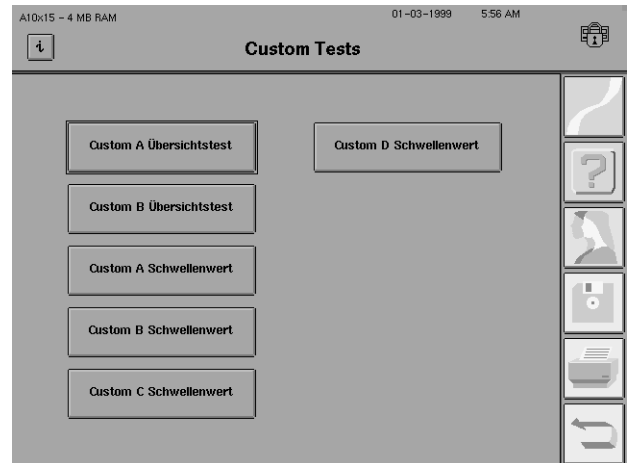 A10x15 – 4 MB RAM 01-03-1999 5:56 AM
i
Custom Tests
Custom A Übersichtstest
Custom D Schwellenwert
Custom B Übersichtstest
Custom A Schwellenwert
Custom B Schwellenwert
Custom C Schwellenwert
?